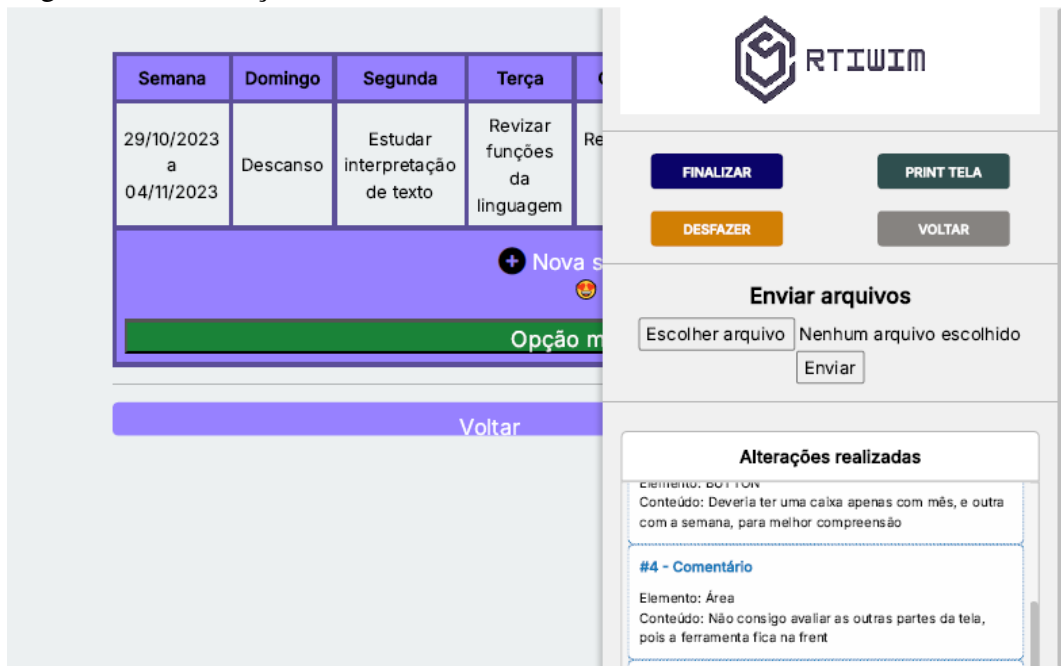 RTIWIM
Semana Domingo Segunda Terça
29/10/2023
a
04/11/2023
Descanso
Estudar
interpretação
de texto
Revizar
funções
da
linguagem
Re
Nova s
Opção m
Voltar
FINALIZAR PRINT TELA
DESFAZER VOLTAR
Enviar arquivos
Escolher arquivo Nenhum arquivo escolhido
Enviar
Alterações realizadas
Elemento: BUTTON
Conteúdo: Deveria ter uma caixa apenas com mês, e outra
com a semana, para melhor compreensão
#4 - Comentário
Elemento: Área
Conteúdo: Não consigo avaliar as outras partes da tela,
pois a ferramenta fica na frent